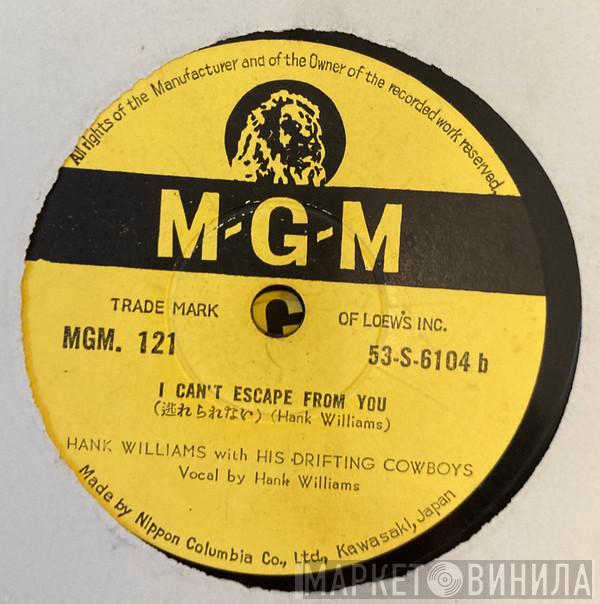 All rights of the Manufacturer and of the Owner of the recorded work reserved.
M-G-M
TRADE MARK
OF LOEW'S INC.
MGM. 121
53-S-6104 b
I CAN'T ESCAPE FROM YOU
(逃れられない) (Hank Williams)
HANK WILLIAMS with HIS DRIFTING COWBOYS
Vocal by Hank Williams
Made by Nippon Columbia Co., Ltd., Kawasaki, Japan
МАРКЕТ ВИНИЛА